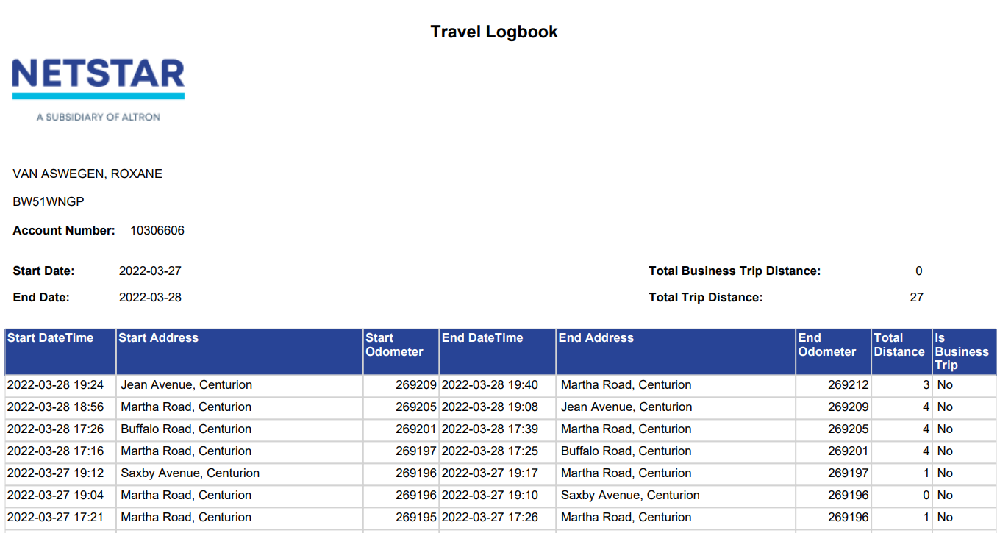 Travel Logbook
NETSTAR
A SUBSIDIARY OF ALTRON
VAN ASWEGEN, ROXANE
BW51WNGP
Account Number: 10306606
Start Date: 2022-03-27 Total Business Trip Distance: 0
End Date: 2022-03-28 Total Trip Distance: 27
Start DateTime Start Address Start Odometer End DateTime End Address End Odometer Total Distance Is Business Trip
2022-03-28 19:24 Jean Avenue, Centurion 269209 2022-03-28 19:40 Martha Road, Centurion 269212 3 No
2022-03-28 18:56 Martha Road, Centurion 269205 2022-03-28 19:08 Jean Avenue, Centurion 269209 4 No
2022-03-28 17:26 Buffalo Road, Centurion 269201 2022-03-28 17:39 Martha Road, Centurion 269205 4 No
2022-03-28 17:16 Martha Road, Centurion 269197 2022-03-28 17:25 Buffalo Road, Centurion 269201 4 No
2022-03-27 19:12 Saxby Avenue, Centurion 269196 2022-03-27 19:17 Martha Road, Centurion 269197 1 No
2022-03-27 19:04 Martha Road, Centurion 269196 2022-03-27 19:10 Saxby Avenue, Centurion 269196 0 No
2022-03-27 17:21 Martha Road, Centurion 269195 2022-03-27 17:26 Martha Road, Centurion 269196 1 No